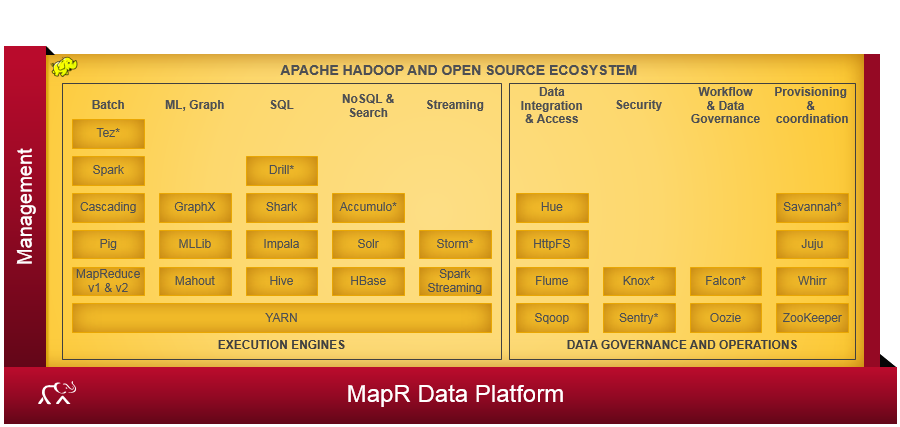 APACHE HADOOP AND OPEN SOURCE ECOSYSTEM
Management
Batch
Tez*
Spark
Cascading
Pig
MapReduce
v1 & v2
ML, Graph
GraphX
MLLib
Mahout
SQL
Drill*
Shark
Impala
Hive
NoSQL &
Search
Accumulo*
Solr
HBase
Streaming
Storm*
Spark
Streaming
YARN
EXECUTION ENGINES
Data
Integration
& Access
Hue
HttpFS
Flume
Sqoop
Security
Knox*
Sentry*
Workflow
& Data
Governance
Falcon*
Oozie
Provisioning
&
coordination
Savannah*
Juju
Whirr
ZooKeeper
DATA GOVERNANCE AND OPERATIONS
MapR Data Platform